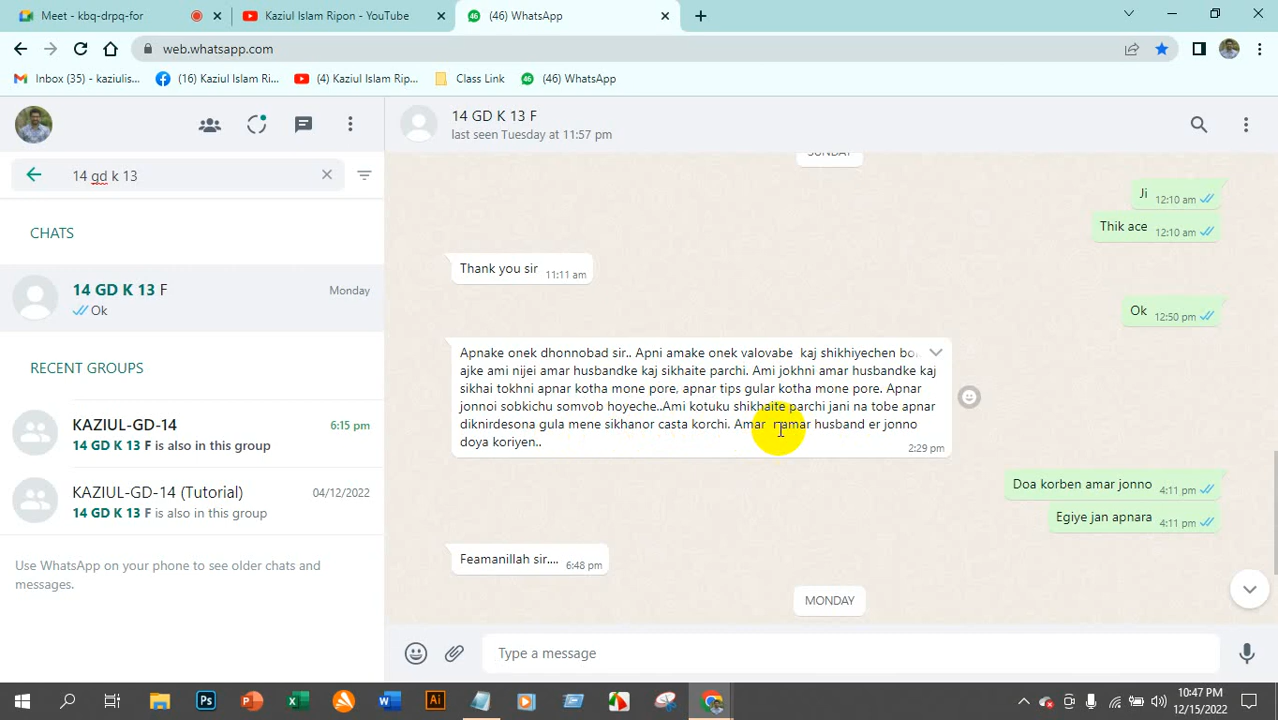 Meet - kbq-drpq-for
Kaziul Islam Ripon - YouTube
(46) WhatsApp
web.whatsapp.com
Inbox (35) - kaziulis...
(16) Kaziul Islam Ri...
(4) Kaziul Islam Rip...
Class Link
(46) WhatsApp
14 gd k 13
CHATS
14 GD K 13 F
Monday
Ok
RECENT GROUPS
KAZIUL-GD-14
6:15 pm
14 GD K 13 F is also in this group
KAZIUL-GD-14 (Tutorial)
04/12/2022
14 GD K 13 F is also in this group
Use WhatsApp on your phone to see older chats and
messages.
14 GD K 13 F
last seen Tuesday at 11:57 pm
SUNDAY
Ji 12:10 am
Thik ace 12:10 am
Thank you sir 11:11 am
Ok 12:50 pm
Apnake onek dhonnobad sir.. Apni amake onek valovabe kaj shikhiyechen
ajke ami nijei amar husbandke kaj sikhaite parchi. Ami jokhni amar husbandke kaj
sikhai tokhni apnar kotha mone pore, apnar tips gular kotha mone pore. Apnar
jonnoi sobkichu somvob hoyeche..Ami kotuku shikhaite parchi jani na tobe apnar
diknirdesona gula mene sikhanor casta korchi. Amar husband er jonno
doya koriyen..
2:29 pm
Doa korben amar jonno 4:11 pm
Egiye jan apnara 4:11 pm
Feamanillah sir.... 6:48 pm
MONDAY
Type a message
10:47 PM
12/15/2022